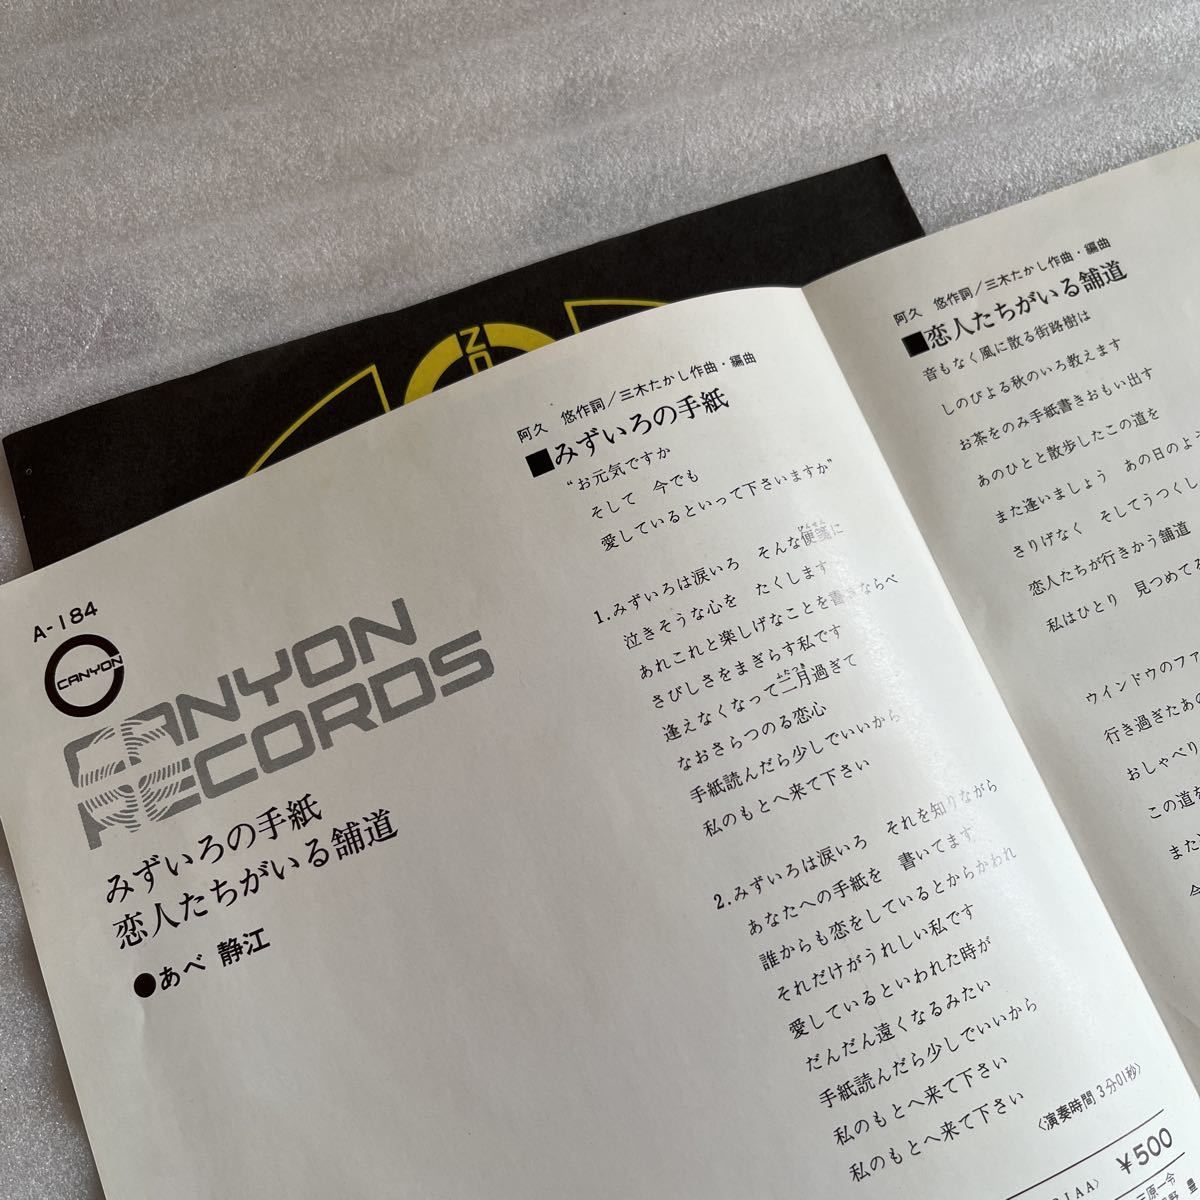 A-184
CANYON
CANYON
RECORDS
みずいろの手紙
恋人たちがいる舗道
●あべ 静江
阿久 悠作詞/三木たかし作曲・編曲
■みずいろの手紙
“お元気ですか
そして 今でも
愛しているといって下さいますか”
1.みずいろは涙いろ そんな便箋に
びんせん
泣きそうな心を たくします
あれこれと楽しげなことを書きならべ
さびしさをまぎらす私です
逢えなくなって二月過ぎて
ふたつき
なおさらつのる恋心
手紙読んだら少しでいいから
私のもとへ来て下さい
2.みずいろは涙いろ それを知りながら
あなたへの手紙を 書いてます
誰からも恋をしているとからかわれ
それだけがうれしい私です
愛しているといわれた時が
だんだん遠くなるみたい
手紙読んだら少しでいいから
私のもとへ来て下さい
私のもとへ来て下さい
〈演奏時間3分01秒〉
¥500
阿久 悠作詞/三木たかし作曲・編曲
■恋人たちがいる舗道
音もなく風に散る街路樹は
しのびよる秋のいろ教えます
お茶をのみ手紙書きおもい出す
あのひとと散歩したこの道を
また逢いましょう あの日のよう
さりげなく そしてうつくし
恋人たちが行きかう舗道
私はひとり 見つめてる
ウインドウのファ
行き過ぎたあの
おしゃべり
この道を
また逆
今